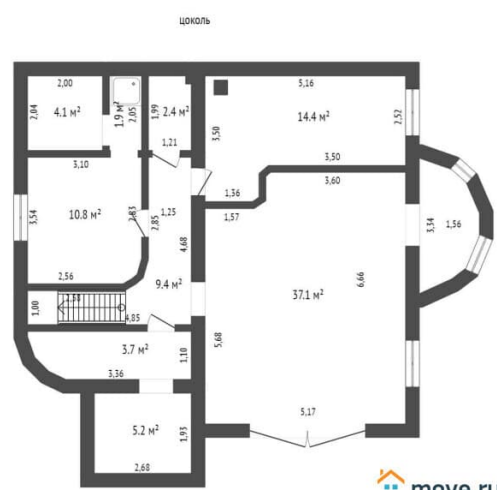 цоколь
2,00
5,16
2,04
4.1 м²
1.9 м²
2,05
1,99
2.4 м²
14.4 м²
2,52
1,21
3,50
3,10
3,50
1,36
3,60
3,54
10.8 м²
2,83
2,85
1,25
1,57
3,34
1,56
4,68
2,56
9.4 м²
37.1 м²
6,66
1,00
2,58
4,85
5,68
3.7 м²
1,10
3,36
5.2 м²
1,93
5,17
2,68
move.ru